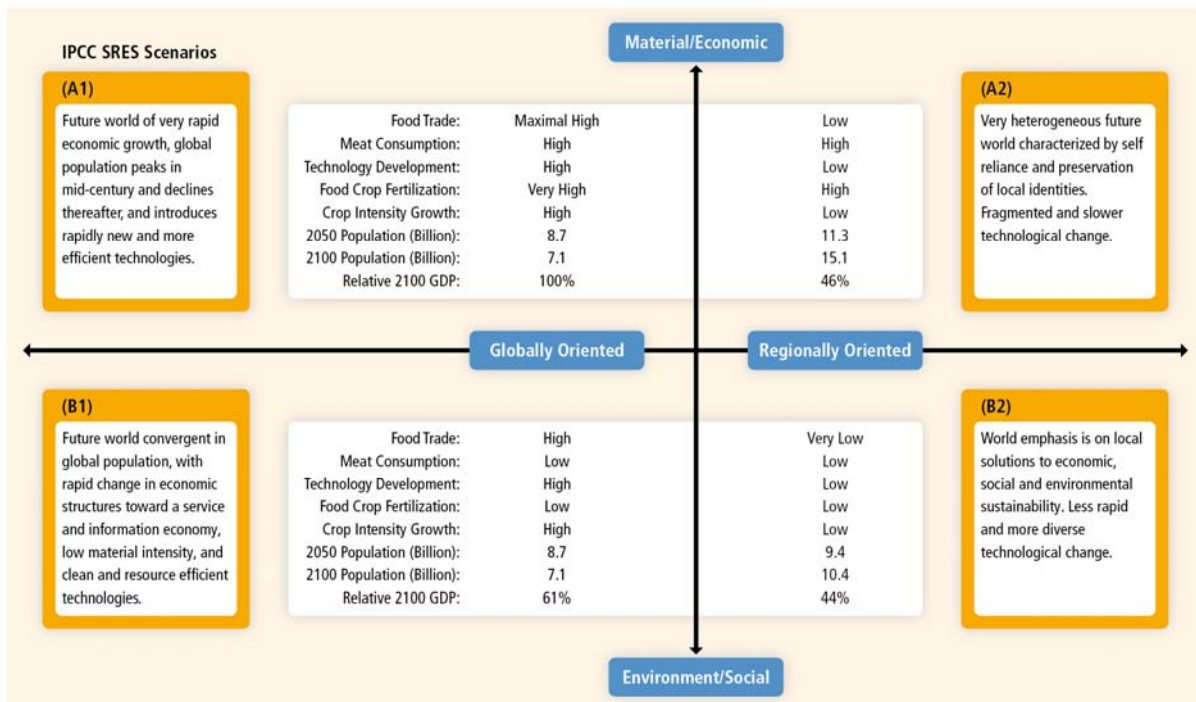 Material/Economic
IPCC SRES Scenarios
(A1)
Future world of very rapid
economic growth, global
population peaks in
mid-century and declines
thereafter, and introduces
rapidly new and more
efficient technologies.
Food Trade: Maximal High Low
Meat Consumption: High High
Technology Development: High Low
Food Crop Fertilization: Very High High
Crop Intensity Growth: High Low
2050 Population (Billion): 8.7 11.3
2100 Population (Billion): 7.1 15.1
Relative 2100 GDP: 100% 46%
(A2)
Very heterogeneous future
world characterized by self
reliance and preservation
of local identities.
Fragmented and slower
technological change.
Globally Oriented Regionally Oriented
(B1)
Future world convergent in
global population, with
rapid change in economic
structures toward a service
and information economy,
low material intensity, and
clean and resource efficient
technologies.
Food Trade: High Very Low
Meat Consumption: Low Low
Technology Development: High Low
Food Crop Fertilization: Low Low
Crop Intensity Growth: High Low
2050 Population (Billion): 8.7 9.4
2100 Population (Billion): 7.1 10.4
Relative 2100 GDP: 61% 44%
(B2)
World emphasis is on local
solutions to economic,
social and environmental
sustainability. Less rapid
and more diverse
technological change.
Environment/Social